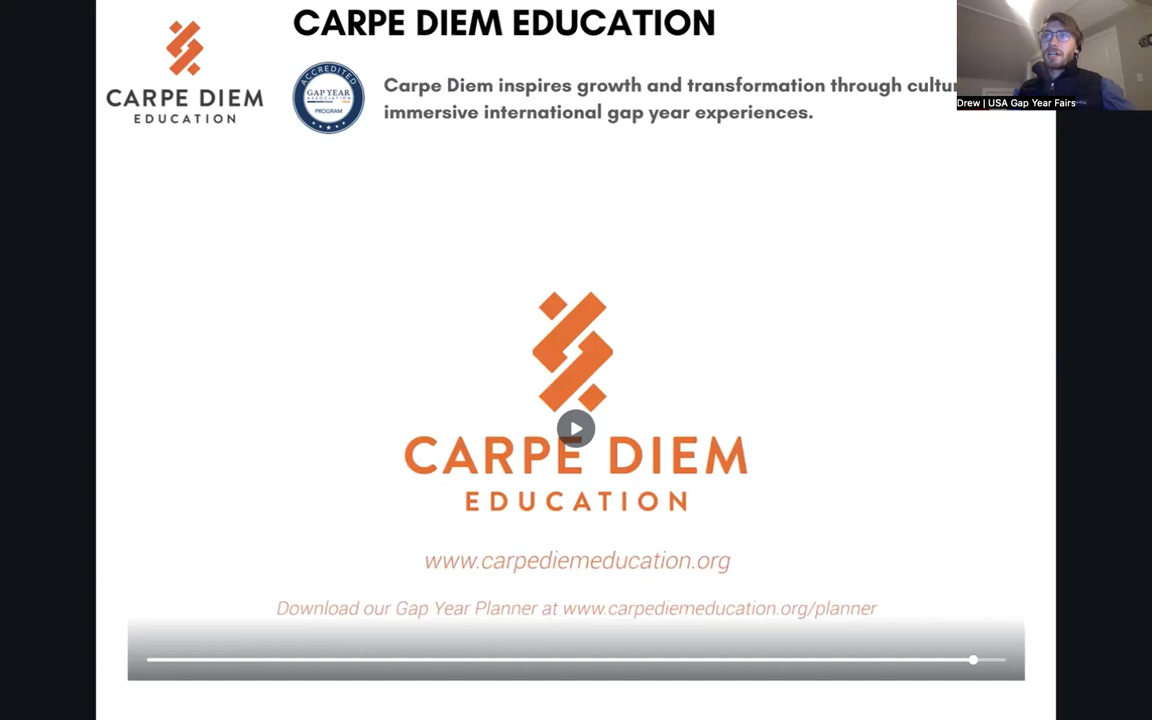 CARPE DIEM EDUCATION
CARPE DIEM
EDUCATION
ACCREDITED
GAP YEAR
ASSOCIATION
PROGRAM
Carpe Diem inspires growth and transformation through
immersive international gap year experiences.
Drew | USA Gap Year Fairs
CARPE DIEM
EDUCATION
www.carpediemeducation.org
Download our Gap Year Planner at www.carpediemeducation.org/planner